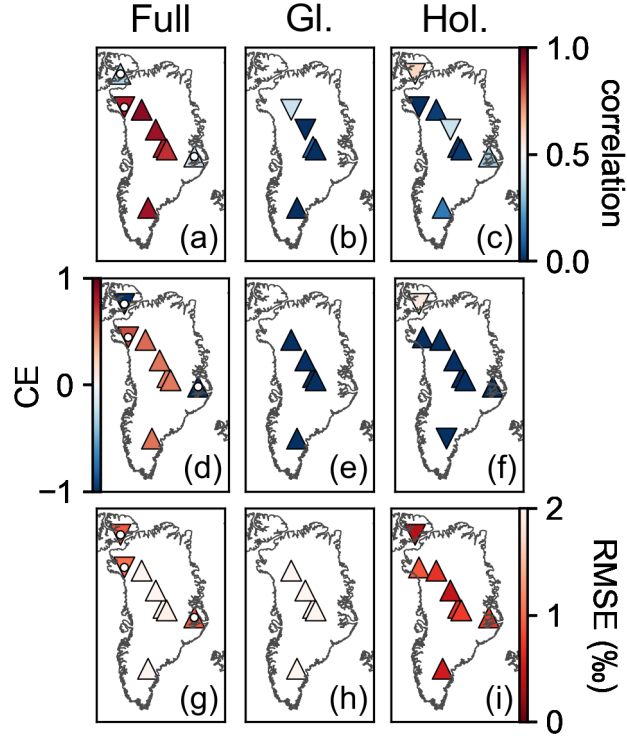 Full Gl. Hol.
1.0
0.5
0.0
correlation
(a) (b) (c)
1
0
−1
CE
(d) (e) (f)
2
1
0
RMSE (‰)
(g) (h) (i)